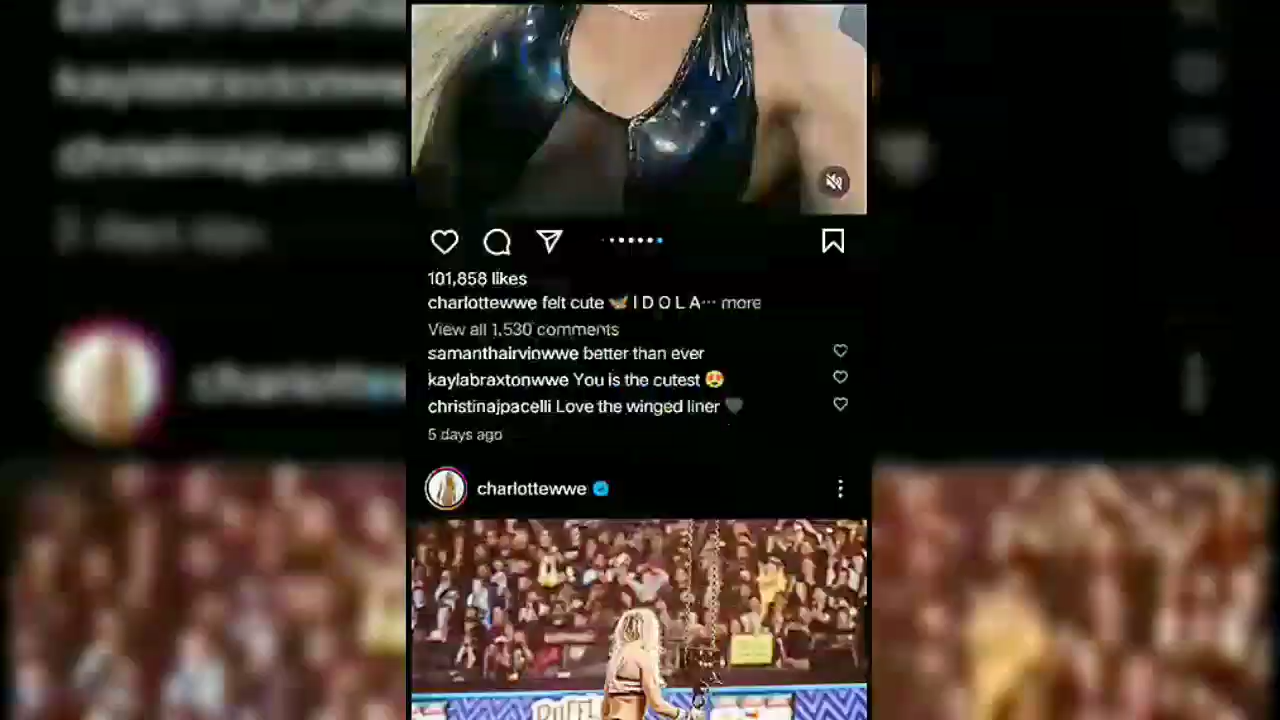 101,858 likes
charlottewwe felt cute 🦋 I D O L A... more
View all 1,530 comments
samanthairvinwwe better than ever
kaylabraxtonwwe You is the cutest 😍
christinajpacelli Love the winged liner 🖤
5 days ago
charlottewwe